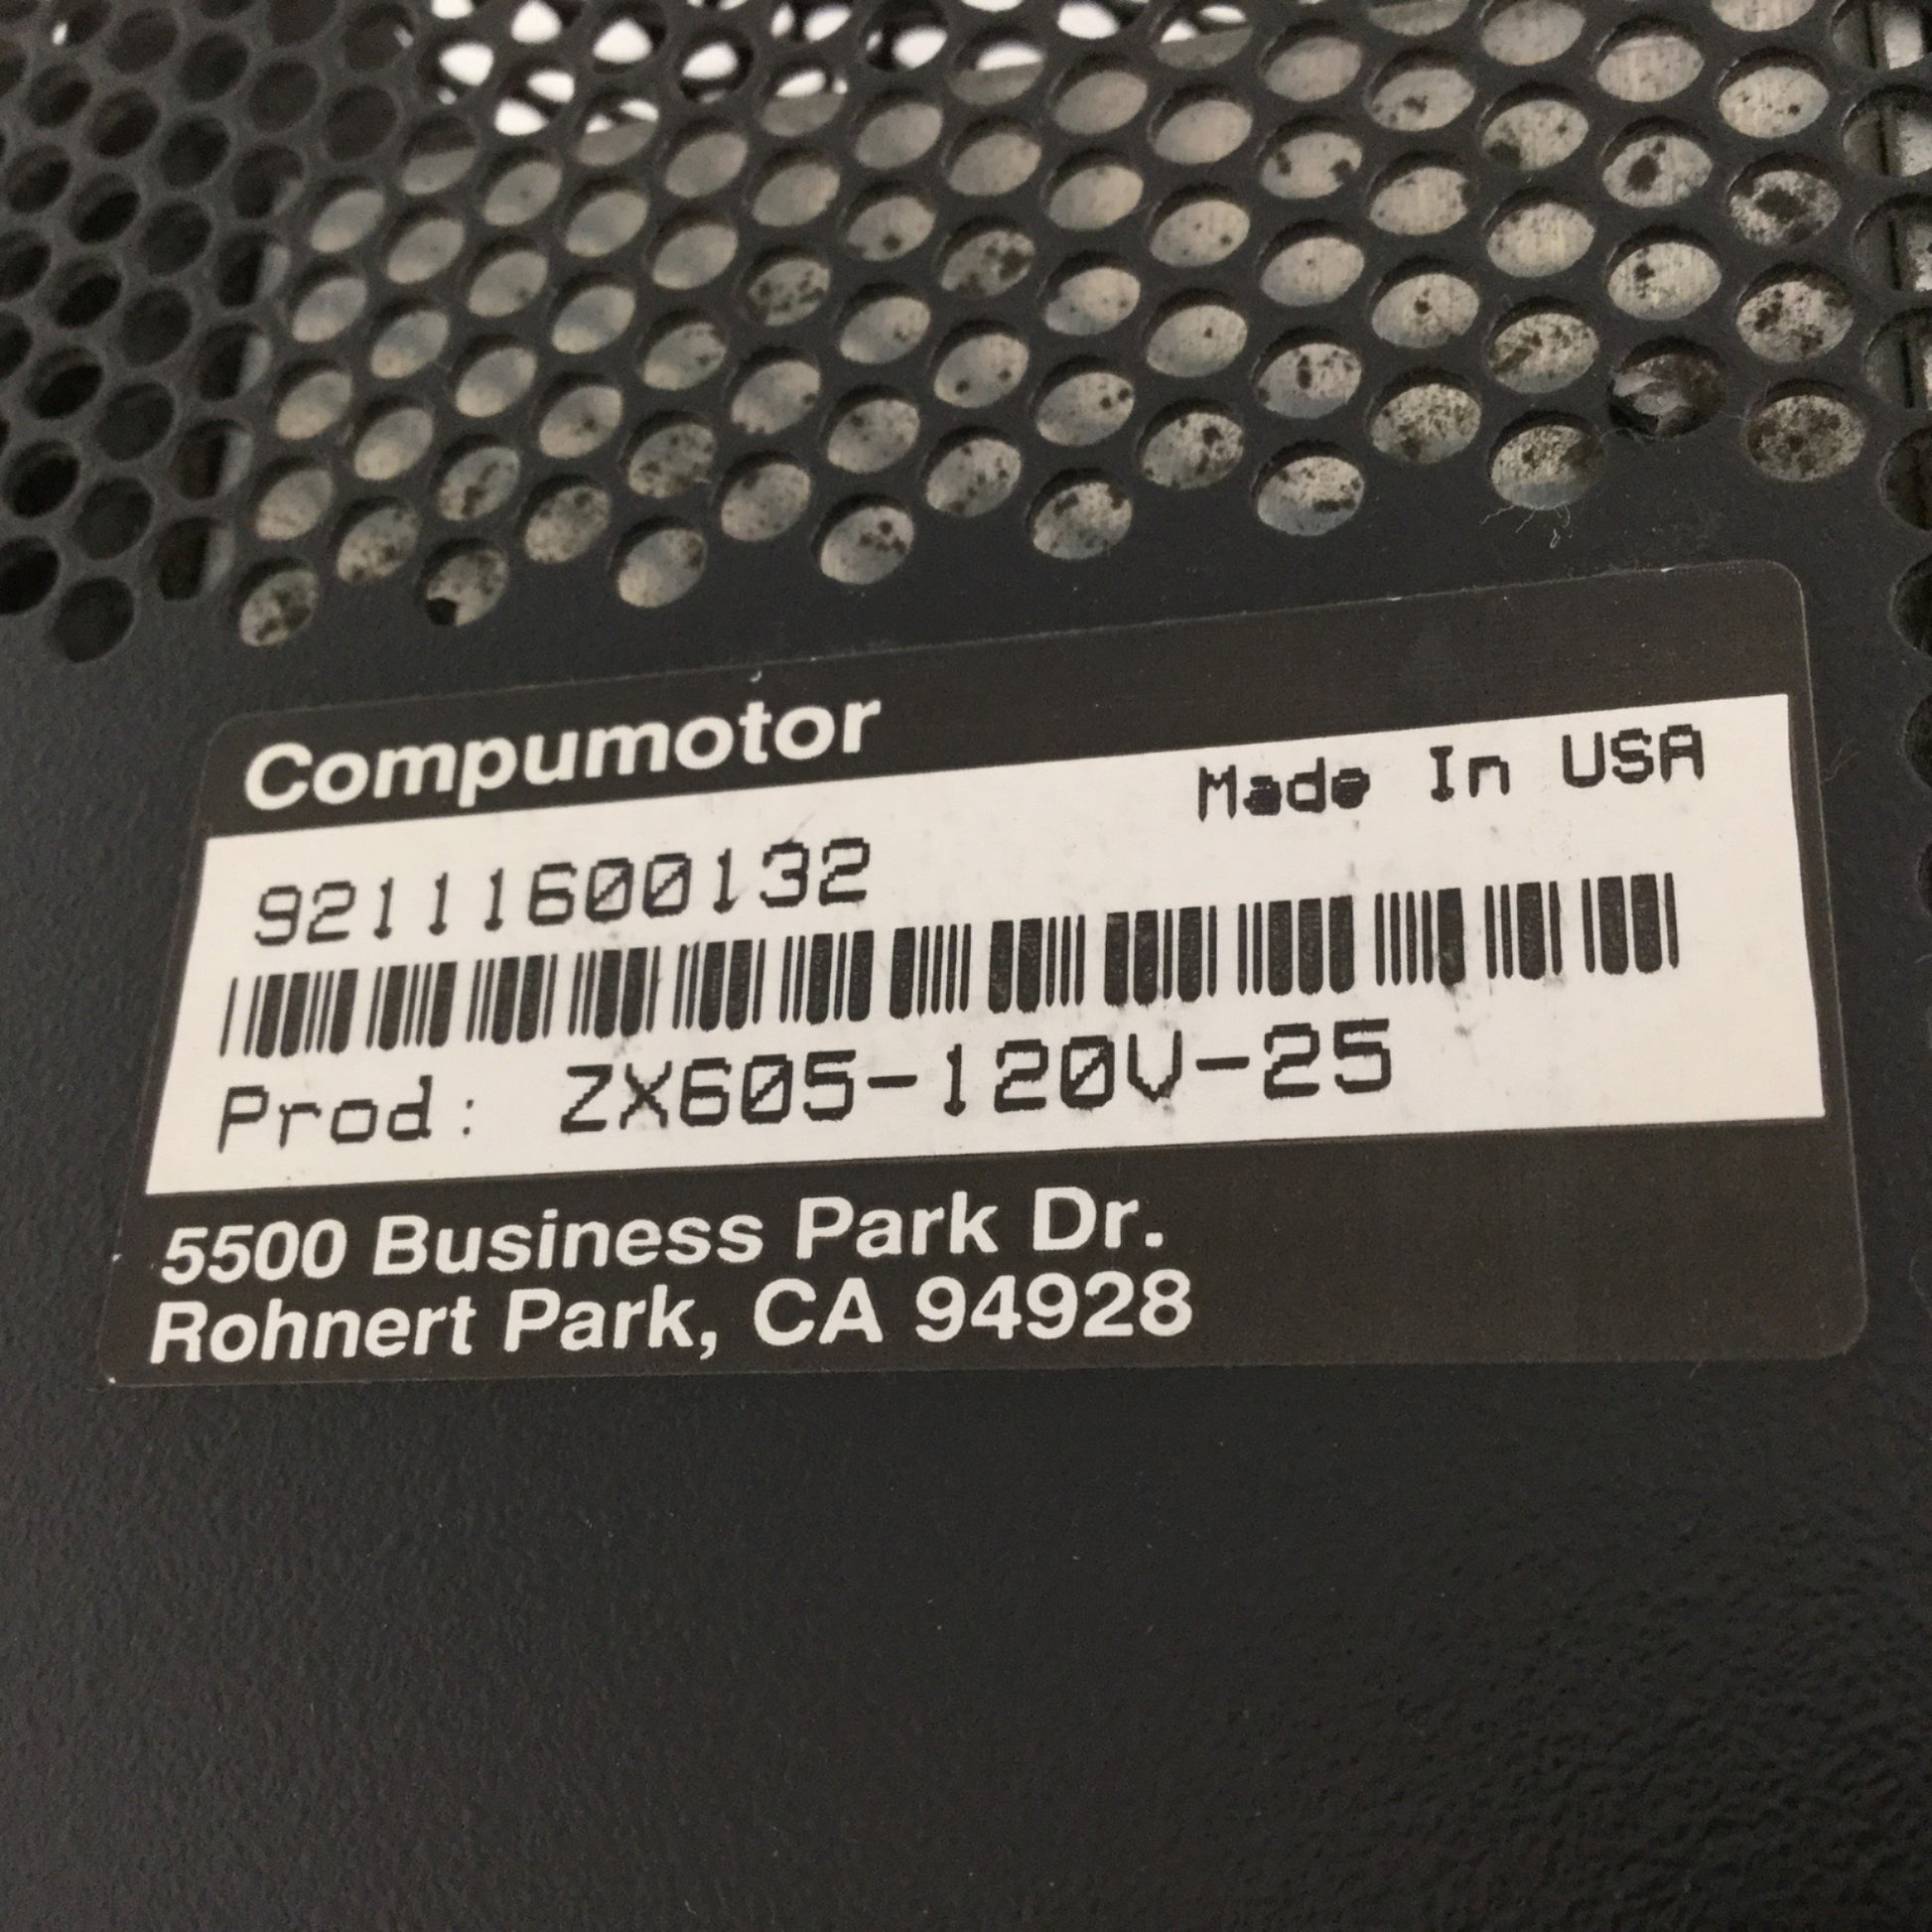 Compumotor
Made In USA
92111600132
Prod: ZX605-120V-25
5500 Business Park Dr.
Rohnert Park, CA 94928